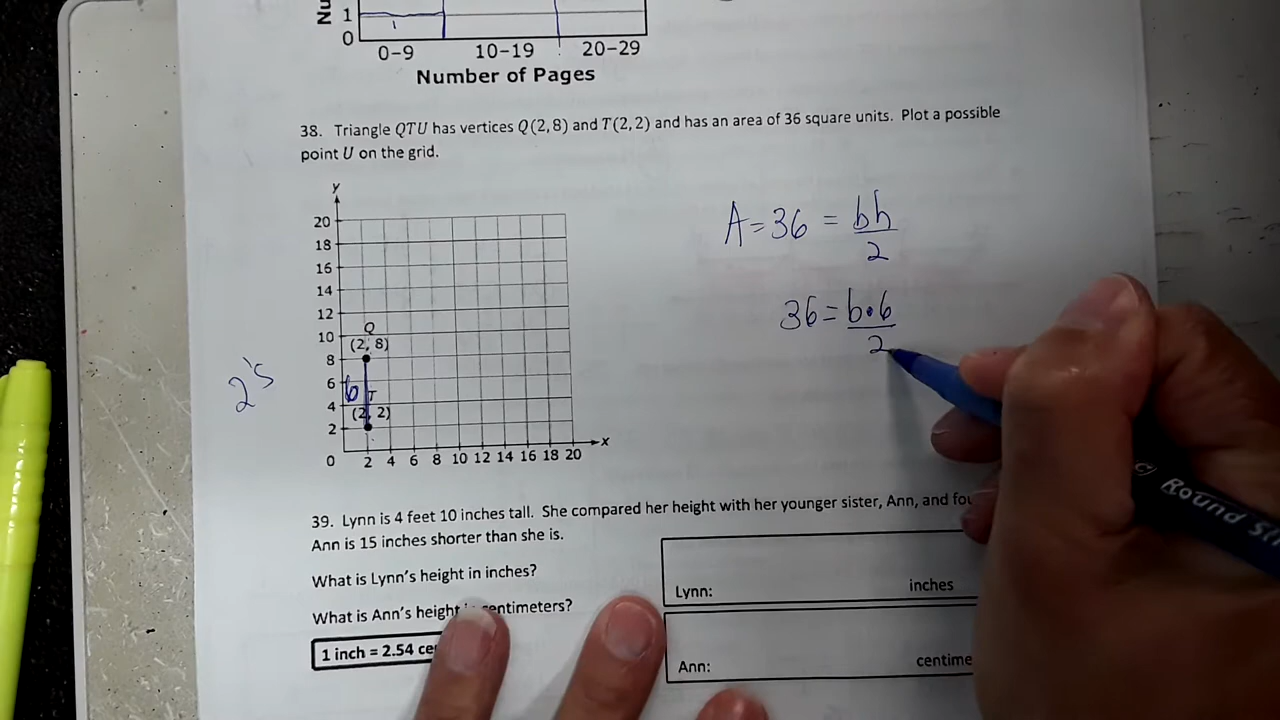 Nu
1
0
0–9 10–19 20–29
Number of Pages
38. Triangle QTU has vertices Q(2,8) and T(2,2) and has an area of 36 square units. Plot a possible
point U on the grid.
y
20
18
16
14
12
10
8
6
4
2
0 2 4 6 8 10 12 14 16 18 20 x
Q
(2, 8)
6
T
(2, 2)
2's
A=36 = bh
2
36 = b•6
2
39. Lynn is 4 feet 10 inches tall. She compared her height with her younger sister, Ann, and fou
Ann is 15 inches shorter than she is.
What is Lynn's height in inches?
What is Ann's height entimeters?
1 inch = 2.54 ce
Lynn: inches
Ann: centime
ROUND